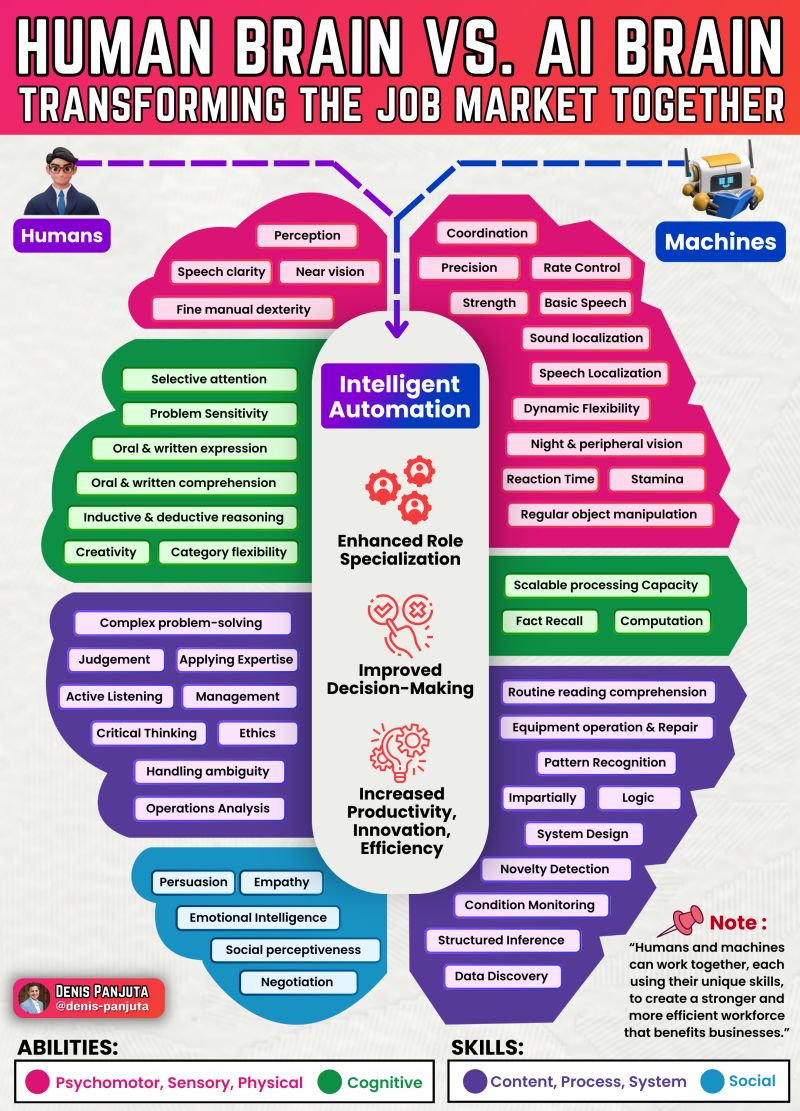 HUMAN BRAIN VS. AI BRAIN
TRANSFORMING THE JOB MARKET TOGETHER
Humans
Machines
Perception
Speech clarity
Near vision
Fine manual dexterity
Selective attention
Problem Sensitivity
Oral & written expression
Oral & written comprehension
Inductive & deductive reasoning
Creativity
Category flexibility
Complex problem-solving
Judgement
Applying Expertise
Active Listening
Management
Critical Thinking
Ethics
Handling ambiguity
Operations Analysis
Persuasion
Empathy
Emotional Intelligence
Social perceptiveness
Negotiation
Intelligent
Automation
Enhanced Role
Specialization
Improved
Decision-Making
Increased
Productivity,
Innovation,
Efficiency
Coordination
Precision
Rate Control
Strength
Basic Speech
Sound localization
Speech Localization
Dynamic Flexibility
Night & peripheral vision
Reaction Time
Stamina
Regular object manipulation
Scalable processing Capacity
Fact Recall
Computation
Routine reading comprehension
Equipment operation & Repair
Pattern Recognition
Impartially
Logic
System Design
Novelty Detection
Condition Monitoring
Structured Inference
Data Discovery
Note :
“Humans and machines
can work together, each
using their unique skills,
to create a stronger and
more efficient workforce
that benefits businesses.”
DENIS PANJUTA
@denis-panjuta
ABILITIES:
Psychomotor, Sensory, Physical
Cognitive
SKILLS:
Content, Process, System
Social